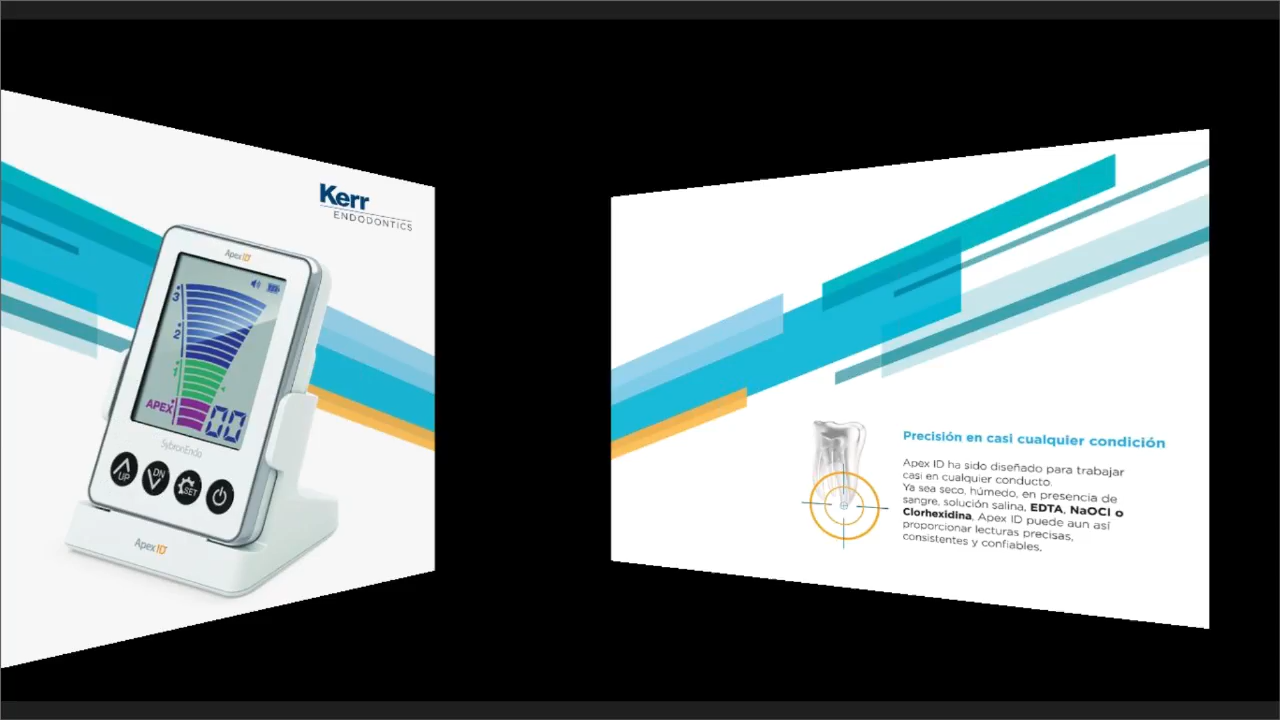 Kerr
ENDODONTICS
Apex ID
3
2
1
APEX
00
SybronEndo
UP
DN
SET
Apex ID
Precisión en casi cualquier condición
Apex ID ha sido diseñado para trabajar
casi en cualquier conducto.
Ya sea seco, húmedo, en presencia de
sangre, solución salina, EDTA, NaOCl o
Clorhexidina, Apex ID puede aun así
proporcionar lecturas precisas,
consistentes y confiables.